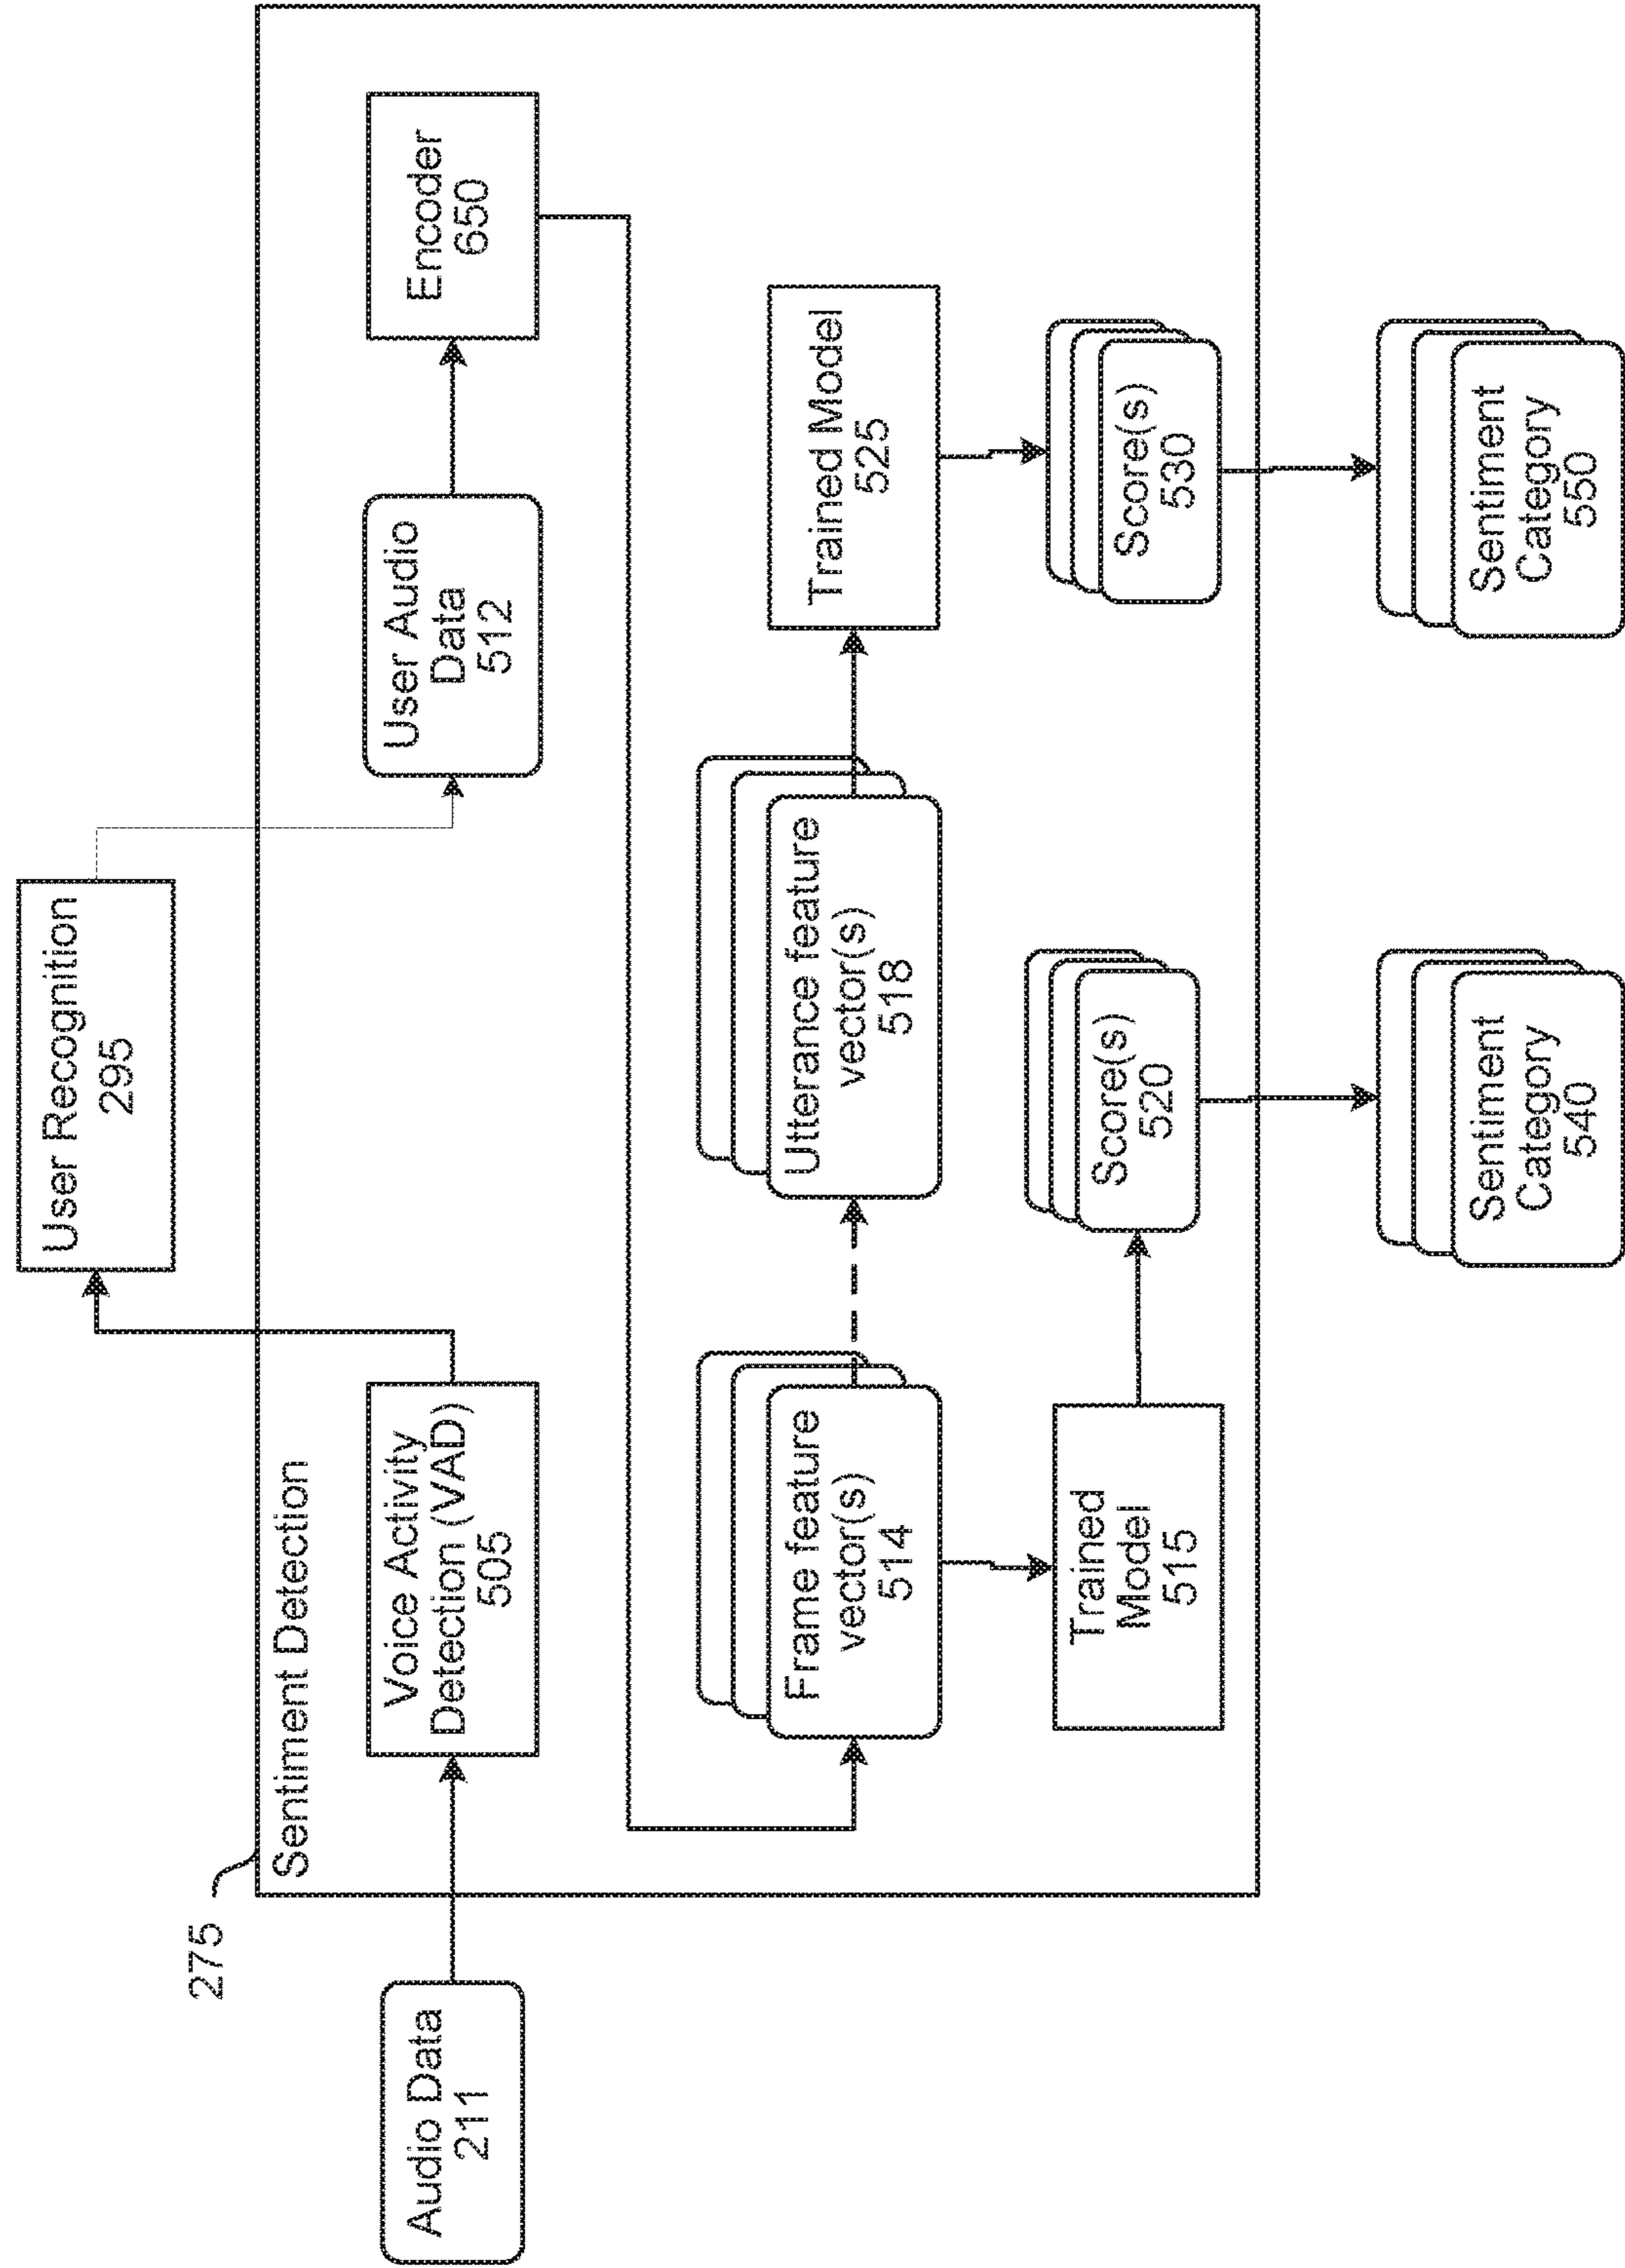 User Recognition
295
275
Sentiment Detection
Audio Data
211
Voice Activity
Detection (VAD)
505
User Audio
Data
512
Encoder
650
Frame feature
vector(s)
514
Utterance feature
vector(s)
518
Trained Model
525
Trained
Model
515
Score(s)
520
Score(s)
530
Sentiment
Category
540
Sentiment
Category
550